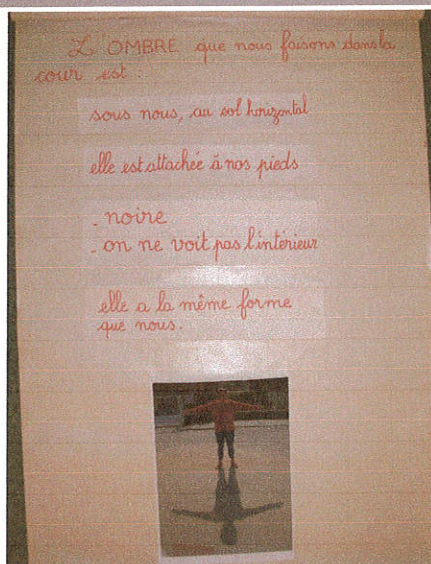 L'OMBRE que nous faisons dans la
cour est :
sous nous, au sol horizontal
elle est attachée à nos pieds
- noire
- on ne voit pas l'intérieur
elle a la même forme
que nous.